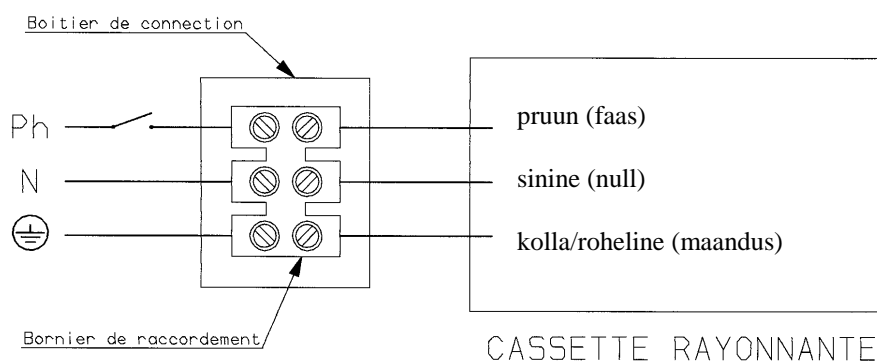 Boitier de connection
Ph
pruun (faas)
N
sinine (null)
kolla/roheline (maandus)
Bornier de raccordement
CASSETTE RAYONNANTE